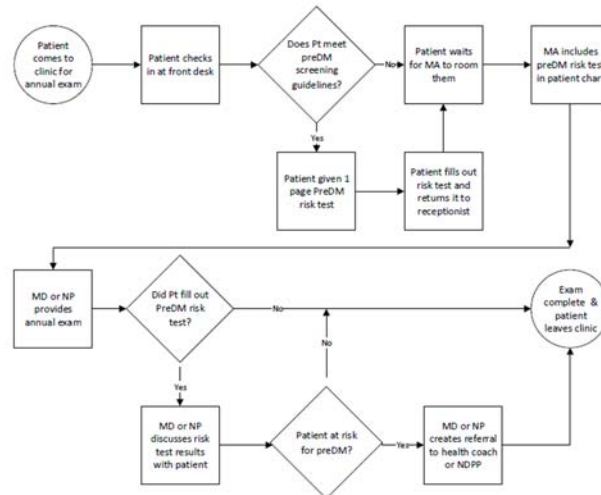 Patient
comes to
clinic for
annual exam
Patient checks
in at front desk
Does Pt meet
preDM
screening
guidelines?
No
Patient waits
for MA to room
them
MA includes
preDM risk test
in patient char
Yes
Patient given 1
page PreDM
risk test
Patient fills out
risk test and
returns it to
receptionist
MD or NP
provides
annual exam
Did Pt fill out
PreDM risk
test?
No
Exam
complete &
patient
leaves clinic
No
Yes
MD or NP
discusses risk
test results
with patient
Patient at risk
for preDM?
Yes
MD or NP
creates referral
to health coach
or NDPP